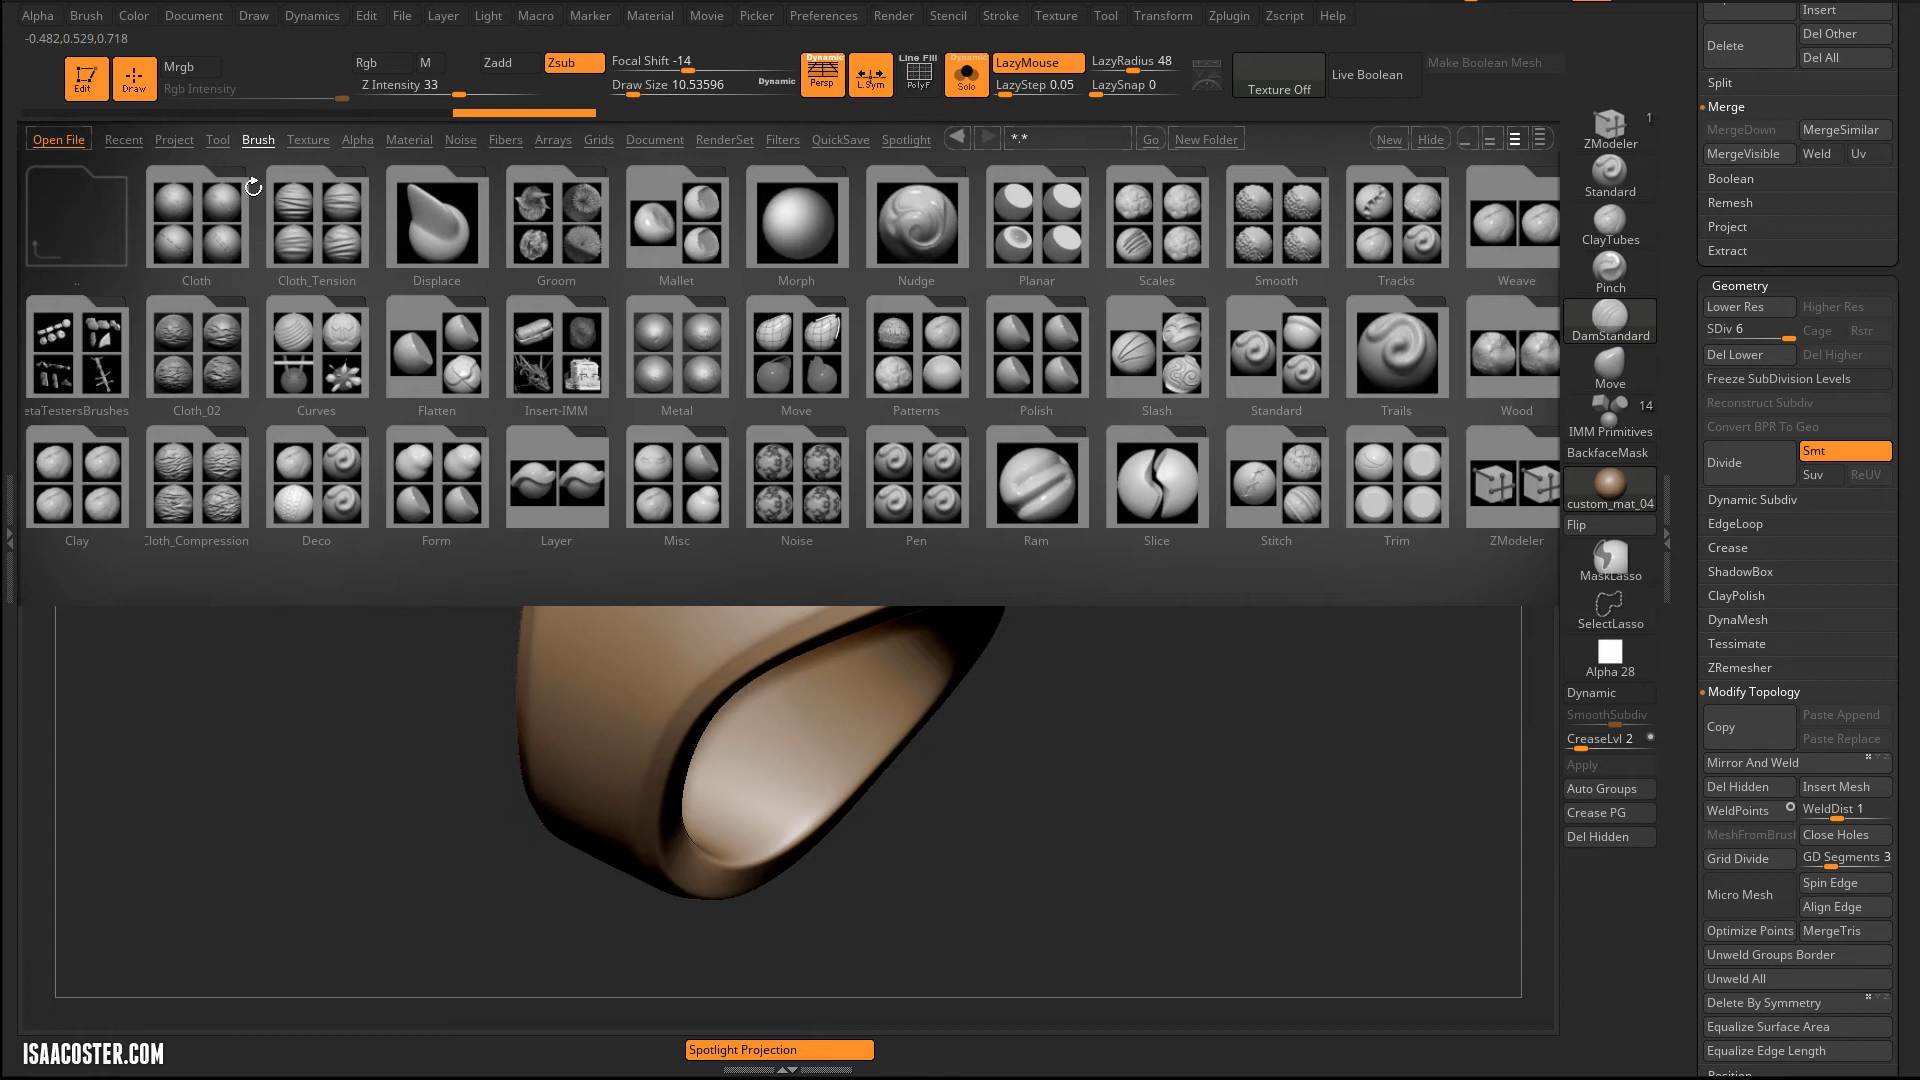 Alpha Brush Color Document Draw Dynamics Edit File Layer Light Macro Marker Material Movie Picker Preferences Render Stencil Stroke Texture Tool Transform Zplugin Zscript Help
-0.482,0.529,0.718
Edit Draw Mrgb Rgb Intensity
Rgb M Zadd Zsub Focal Shift -14
Z Intensity 33 Draw Size 10.53596 Dynamic
Dynamic Persp L.Sym Line Fill PolyF Dynamic Solo
LazyMouse LazyRadius 48
LazyStep 0.05 LazySnap 0
Texture Off Live Boolean Make Boolean Mesh
Open File Recent Project Tool Brush Texture Alpha Material Noise Fibers Arrays Grids Document RenderSet Filters QuickSave Spotlight *.* Go New Folder New Hide
.. Cloth Cloth_Tension Displace Groom Mallet Morph Nudge Planar Scales Smooth Tracks Weave
etaTestersBrushes Cloth_02 Curves Flatten Insert-IMM Metal Move Patterns Polish Slash Standard Trails Wood
Clay Cloth_Compression Deco Form Layer Misc Noise Pen Ram Slice Stitch Trim ZModeler
1
ZModeler
Standard
ClayTubes
Pinch
DamStandard
Move
14
IMM Primitives
BackfaceMask
custom_mat_04
Flip
MaskLasso
SelectLasso
Alpha 28
Dynamic
SmoothSubdiv
CreaseLvl 2
Apply
Auto Groups
Crease PG
Del Hidden
Insert
Delete Del Other
Del All
Split
Merge
MergeDown MergeSimilar
MergeVisible Weld Uv
Boolean
Remesh
Project
Extract
Geometry
Lower Res Higher Res
SDiv 6 Cage Rstr
Del Lower Del Higher
Freeze SubDivision Levels
Reconstruct Subdiv
Convert BPR To Geo
Divide Smt
Suv ReUV
Dynamic Subdiv
EdgeLoop
Crease
ShadowBox
ClayPolish
DynaMesh
Tessimate
ZRemesher
Modify Topology
Copy Paste Append
Paste Replace
Mirror And Weld
Del Hidden Insert Mesh
WeldPoints WeldDist 1
MeshFromBrush Close Holes
Grid Divide GD Segments 3
Micro Mesh Spin Edge
Align Edge
Optimize Points MergeTris
Unweld Groups Border
Unweld All
Delete By Symmetry
Equalize Surface Area
Equalize Edge Length
ISAACOSTER.COM
Spotlight Projection